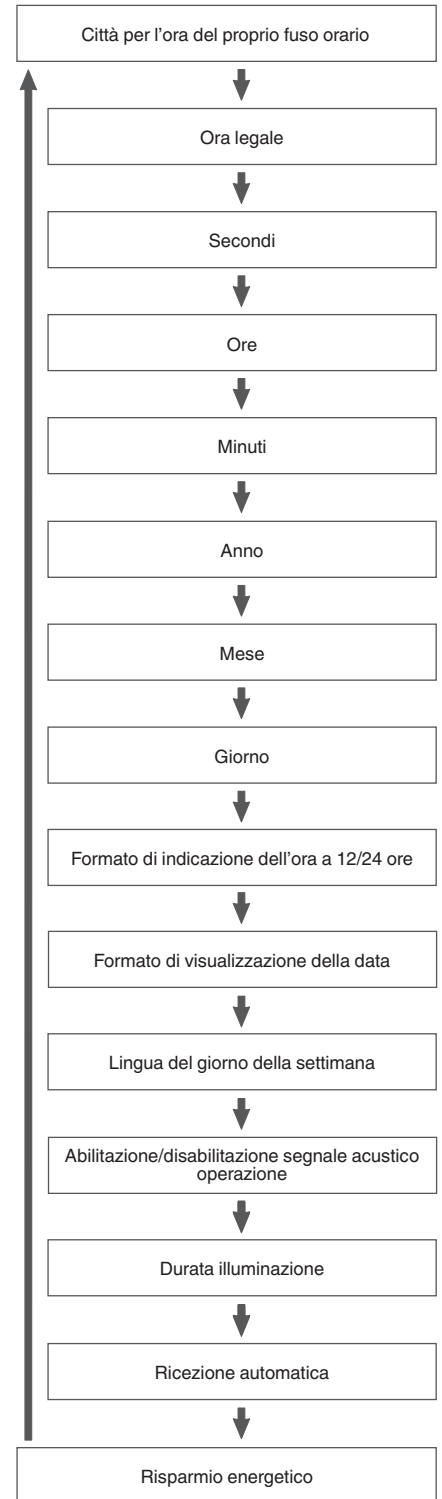 Città per l'ora del proprio fuso orario
Ora legale
Secondi
Ore
Minuti
Anno
Mese
Giorno
Formato di indicazione dell'ora a 12/24 ore
Formato di visualizzazione della data
Lingua del giorno della settimana
Abilitazione/disabilitazione segnale acustico
operazione
Durata illuminazione
Ricezione automatica
Risparmio energetico